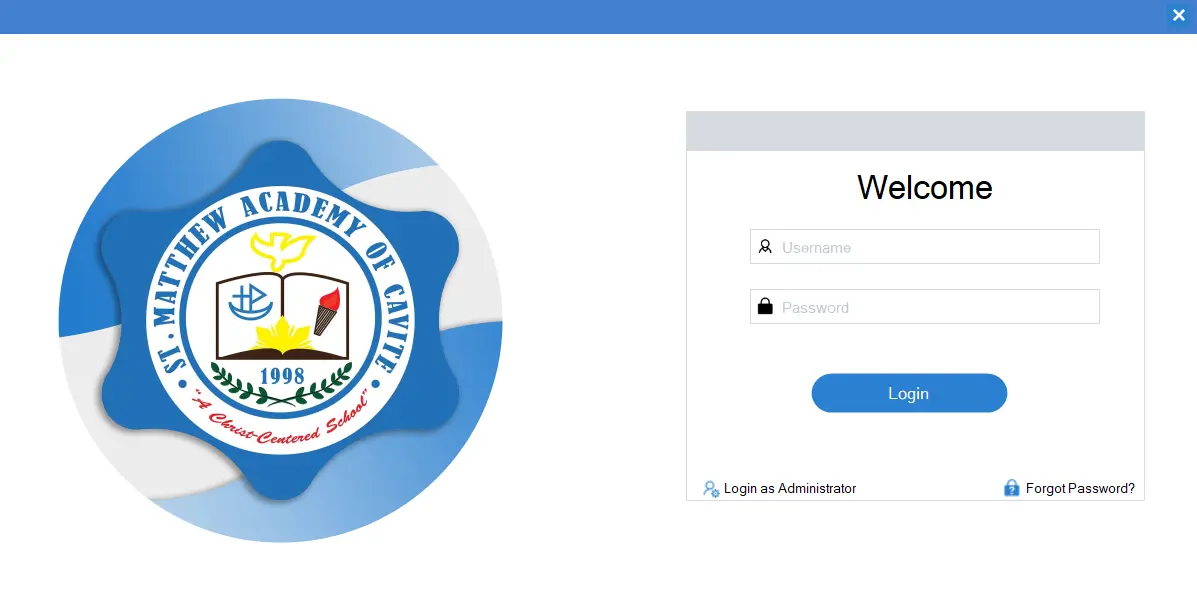 ST. MATTHEW ACADEMY OF CAVITE
1998
"A Christ-Centered School"
Welcome
Username
Password
Login
Login as Administrator
Forgot Password?